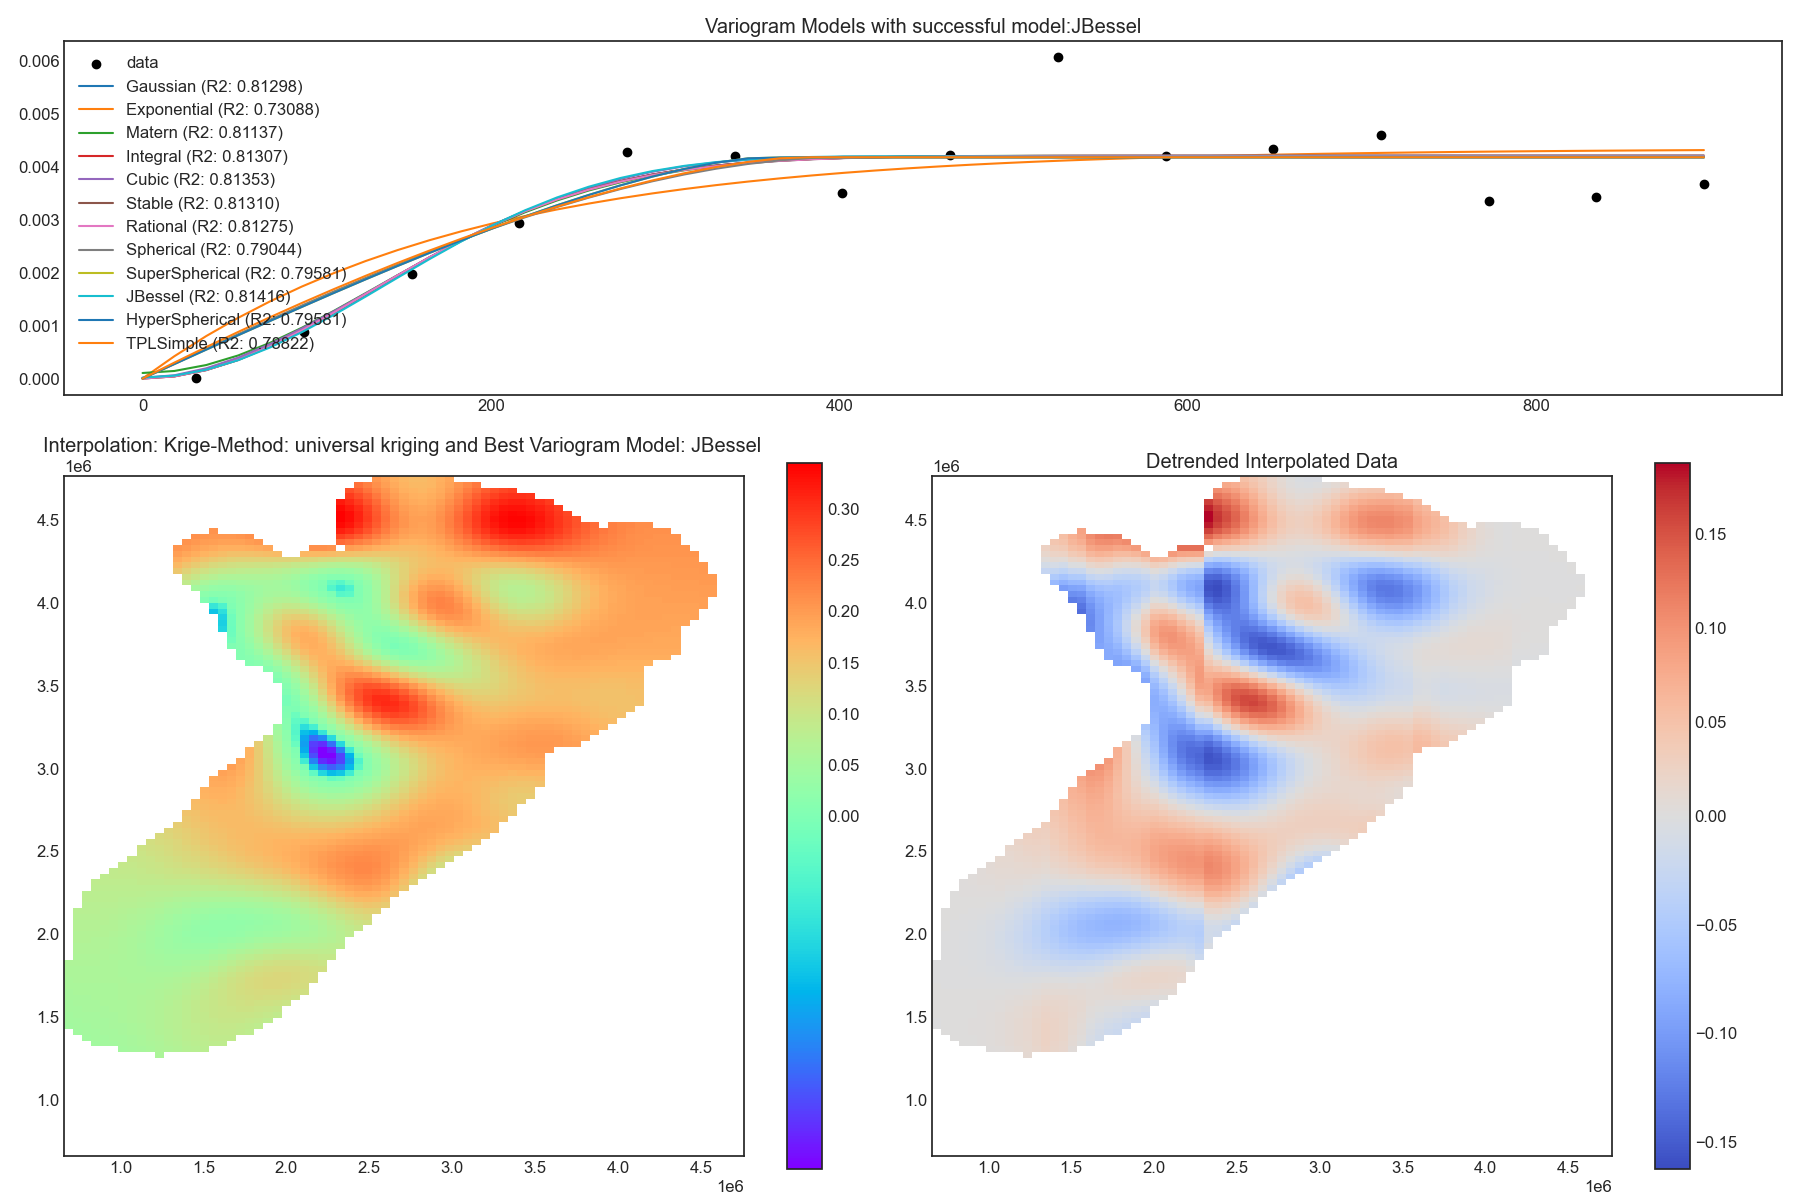 Variogram Models with successful model:JBessel
0.006
0.005
0.004
0.003
0.002
0.001
0.000
data
Gaussian (R2: 0.81298)
Exponential (R2: 0.73088)
Matern (R2: 0.81137)
Integral (R2: 0.81307)
Cubic (R2: 0.81353)
Stable (R2: 0.81310)
Rational (R2: 0.81275)
Spherical (R2: 0.79044)
SuperSpherical (R2: 0.79581)
JBessel (R2: 0.81416)
HyperSpherical (R2: 0.79581)
TPLSimple (R2: 0.78822)
0 200 400 600 800
Interpolation: Krige-Method: universal kriging and Best Variogram Model: JBessel
1e6
4.5
4.0
3.5
3.0
2.5
2.0
1.5
1.0
1.0 1.5 2.0 2.5 3.0 3.5 4.0 4.5
1e6
0.30
0.25
0.20
0.15
0.10
0.05
0.00
Detrended Interpolated Data
1e6
4.5
4.0
3.5
3.0
2.5
2.0
1.5
1.0
1.0 1.5 2.0 2.5 3.0 3.5 4.0 4.5
1e6
0.15
0.10
0.05
0.00
−0.05
−0.10
−0.15